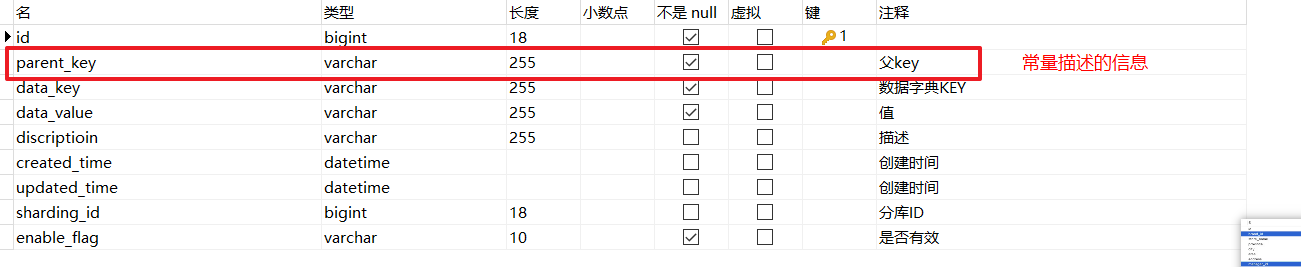 名 类型 长度 小数点 不是 null 虚拟 键 注释
id bigint 18 1
parent_key varchar 255 父key 常量描述的信息
data_key varchar 255 数据字典KEY
data_value varchar 255 值
discriptioin varchar 255 描述
created_time datetime 创建时间
updated_time datetime 创建时间
sharding_id bigint 18 分库ID
enable_flag varchar 10 是否有效